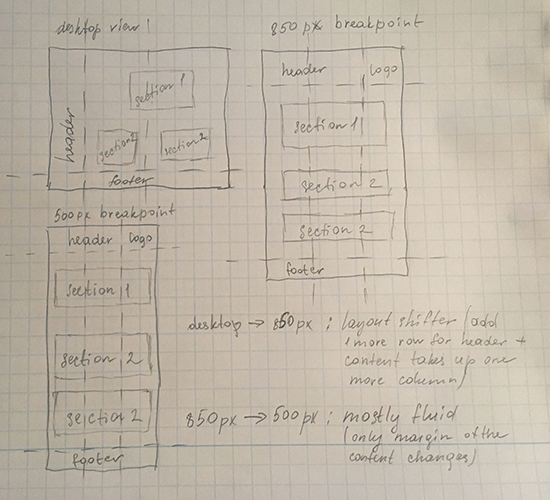 desktop view 1
header
section 1
section 2
section 2
footer
850 px breakpoint
header logo
section 1
section 2
section 2
footer
500px breakpoint
header logo
section 1
section 2
section 2
footer
desktop → 850px : layout shifter (add
1 more row for header +
content takes up one
more column)
850px → 500px : mostly fluid
(only margin of the
content changes)